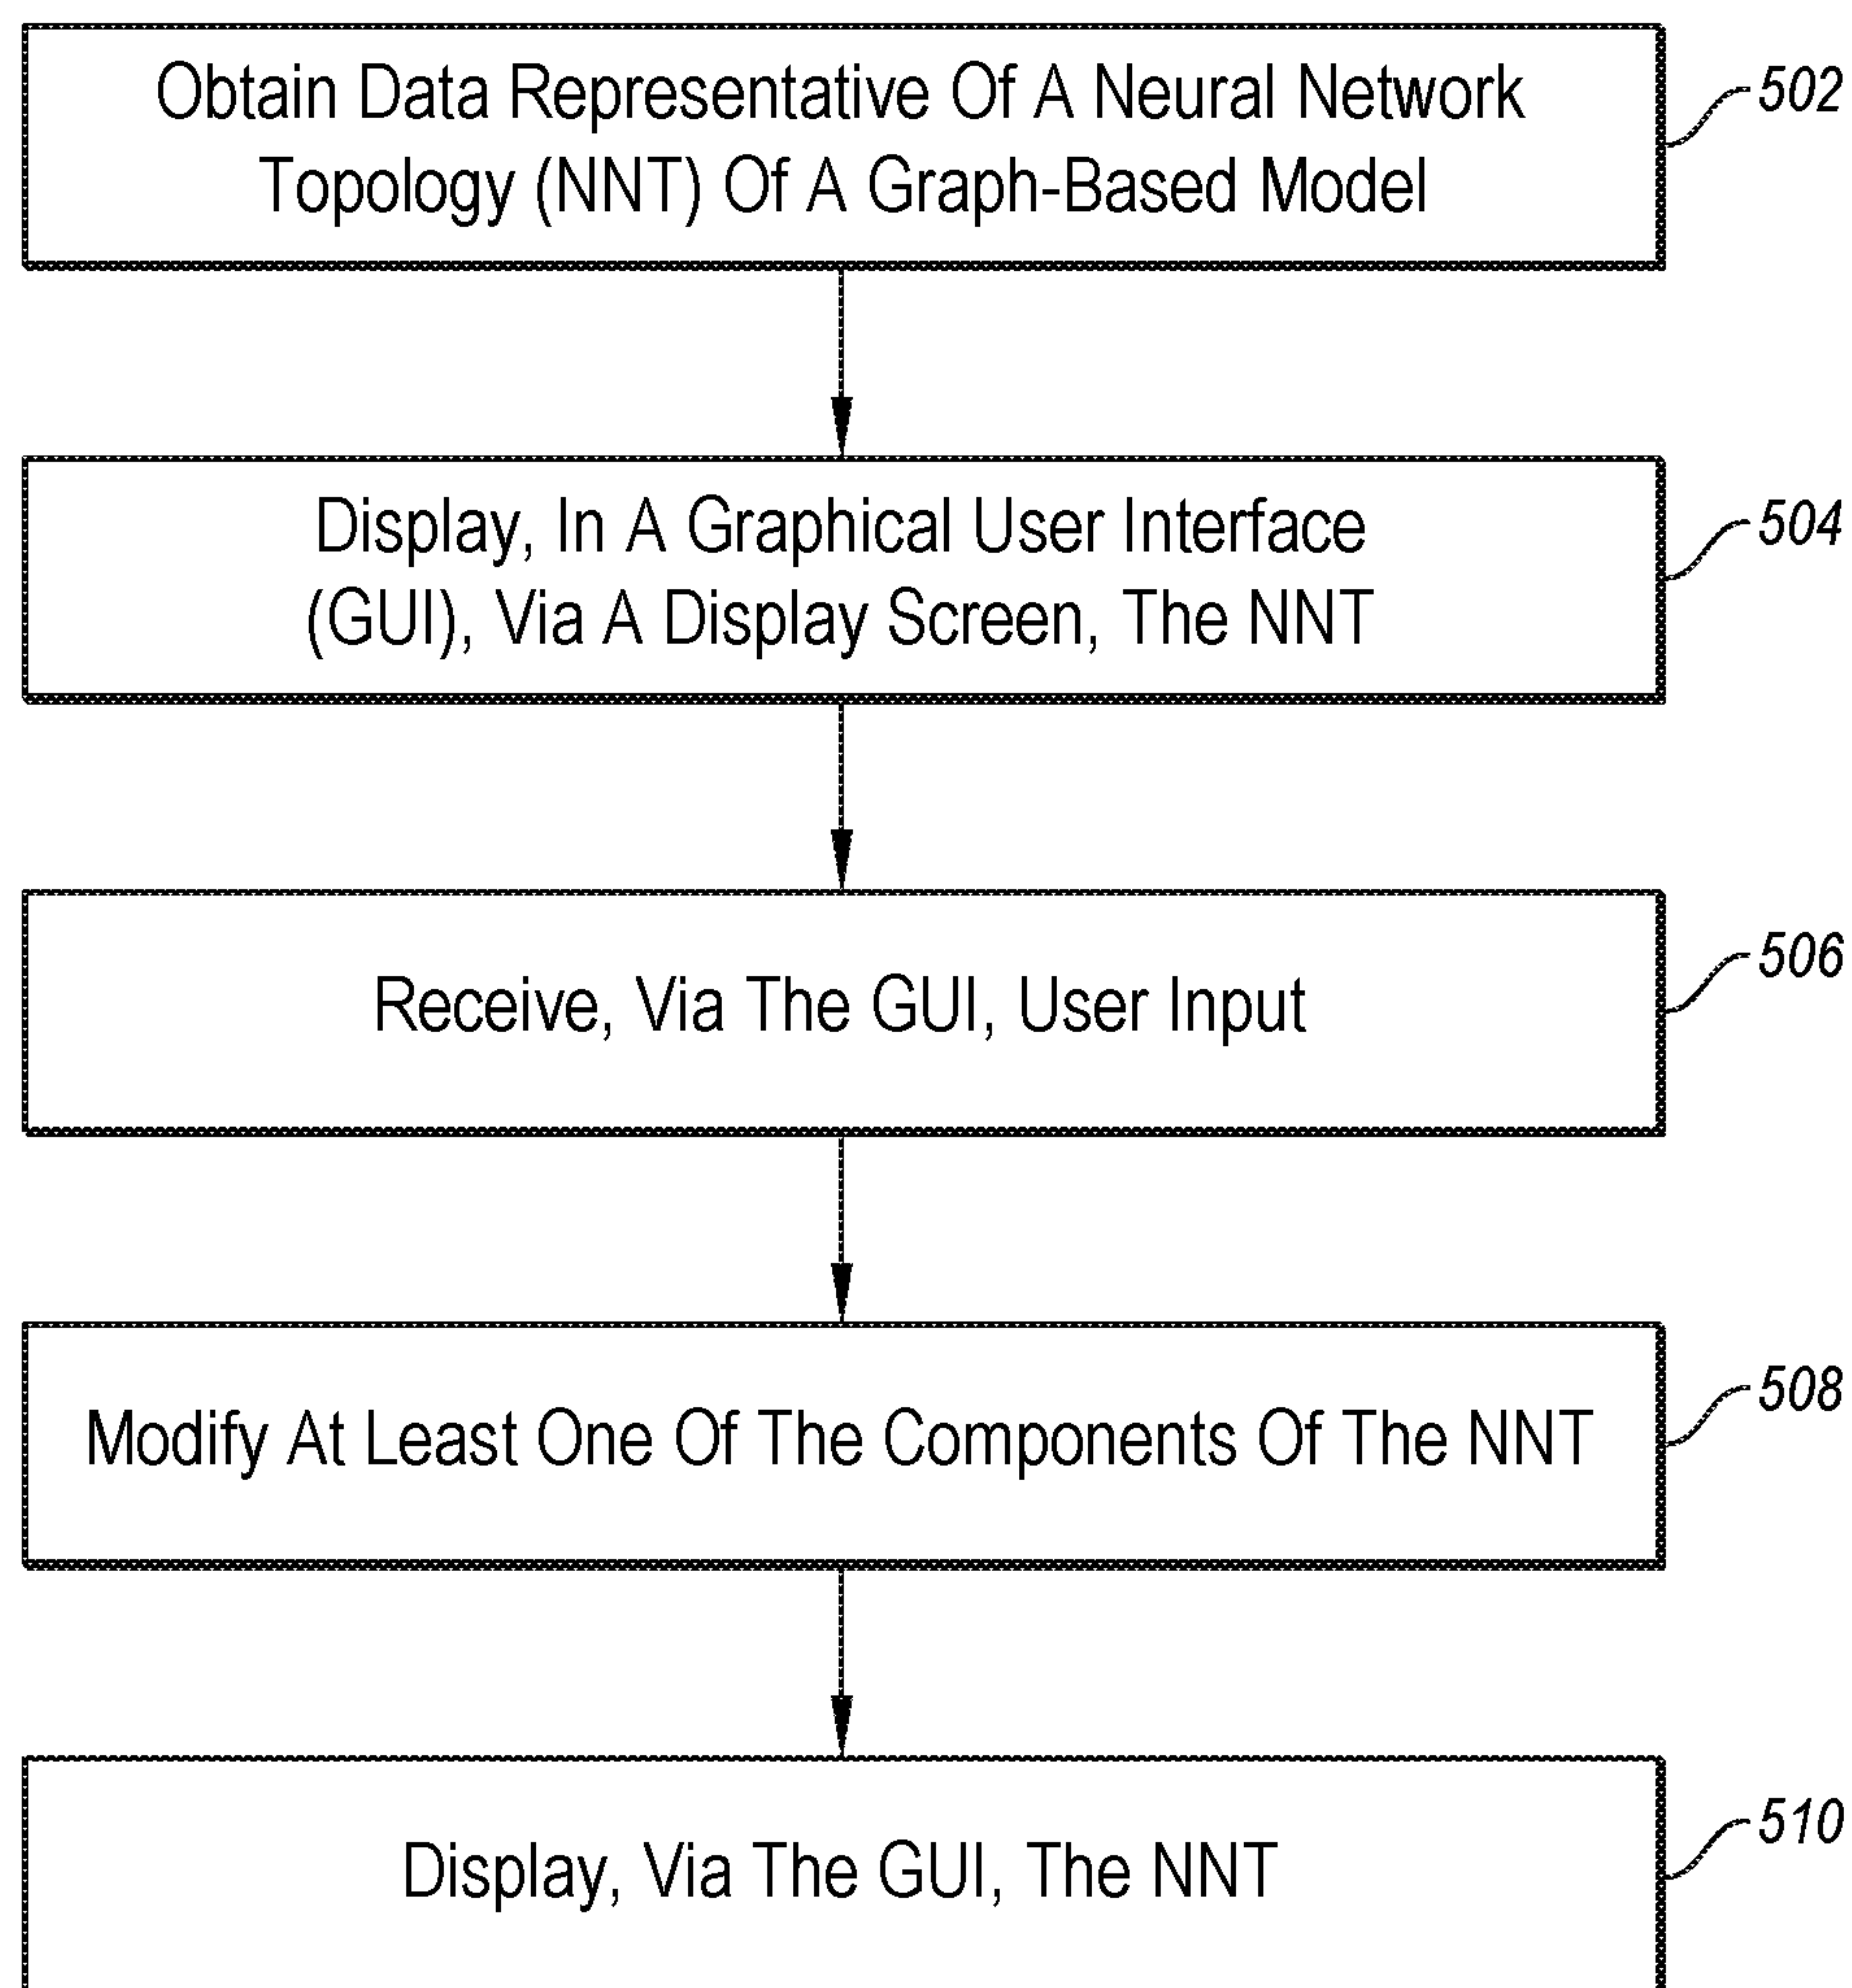 Obtain Data Representative Of A Neural Network
Topology (NNT) Of A Graph-Based Model
502
Display, In A Graphical User Interface
(GUI), Via A Display Screen, The NNT
504
Receive, Via The GUI, User Input
506
Modify At Least One Of The Components Of The NNT
508
Display, Via The GUI, The NNT
510